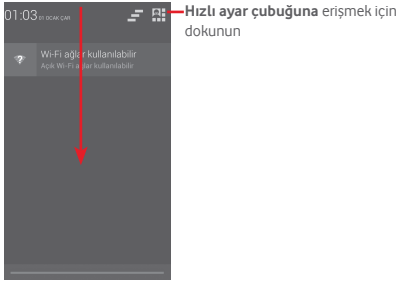 01:03 01 OCAK ÇAR
Hızlı ayar çubuğuna erişmek için
dokunun
Wi-Fi ağlar kullanılabilir
Açık Wi-Fi ağlar kullanılabilir